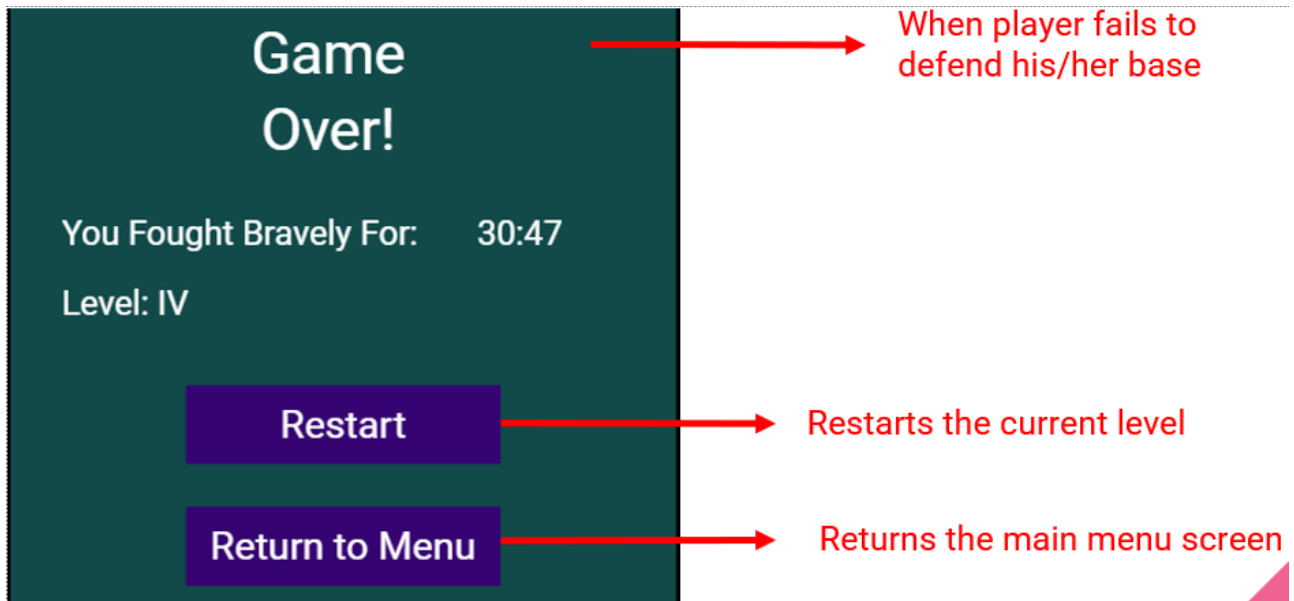 Game
Over!
When player fails to
defend his/her base
You Fought Bravely For: 30:47
Level: IV
Restart
Restarts the current level
Return to Menu
Returns the main menu screen